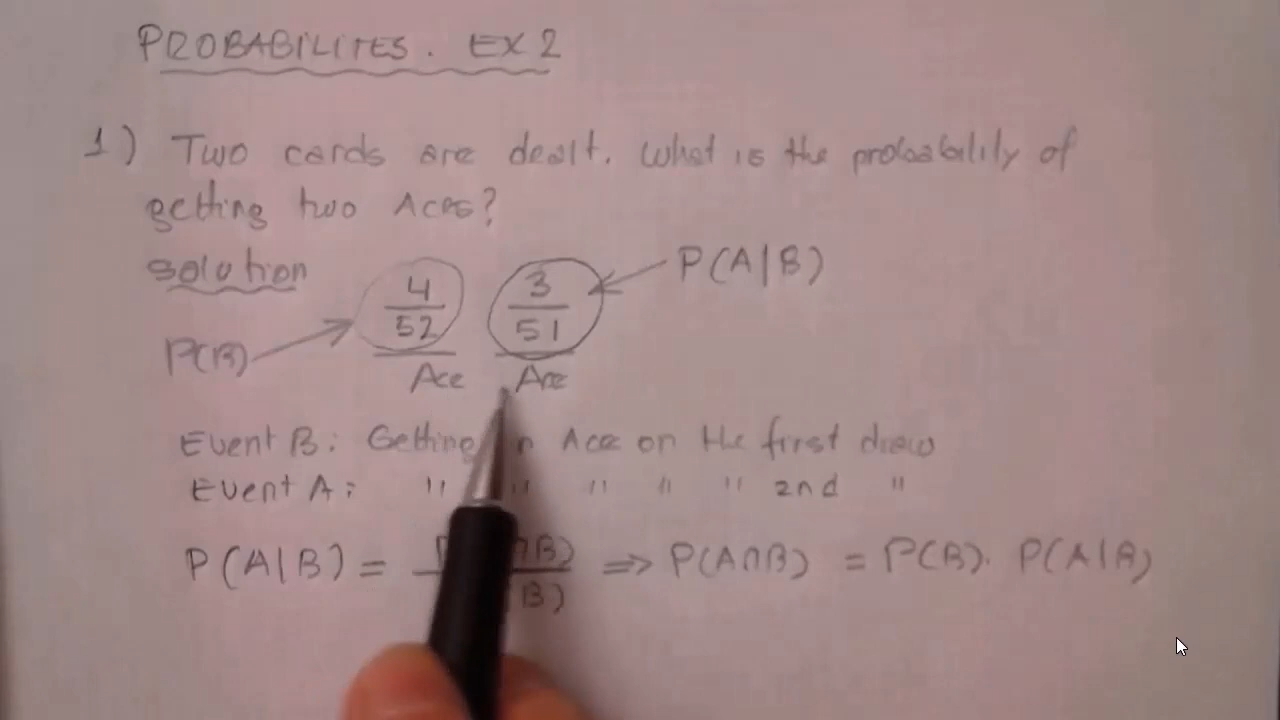 PROBABILITES. EX 2
1) Two cards are dealt. What is the probability of
getting two Aces?
solution
4/52 3/51 P(A|B)
P(B)
Ace Ace
Event B: Getting Ace on the first draw
Event A: " " " " " 2nd "
P(A|B) = ∩B) / B) ⇒ P(A∩B) = P(B). P(A|B)